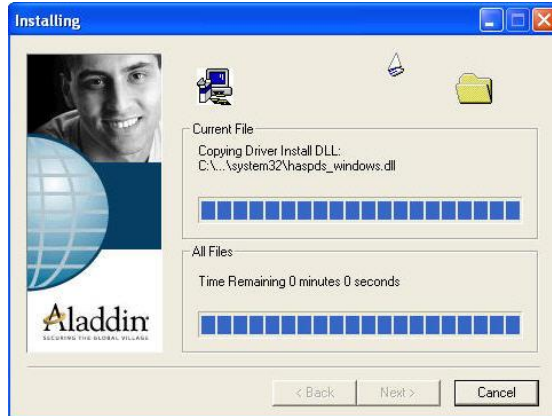 Installing
Current File
Copying Driver Install DLL:
C:\...\system32\haspds_windows.dll
All Files
Time Remaining 0 minutes 0 seconds
Aladdin
SECURING THE GLOBAL VILLAGE
< Back
Next >
Cancel